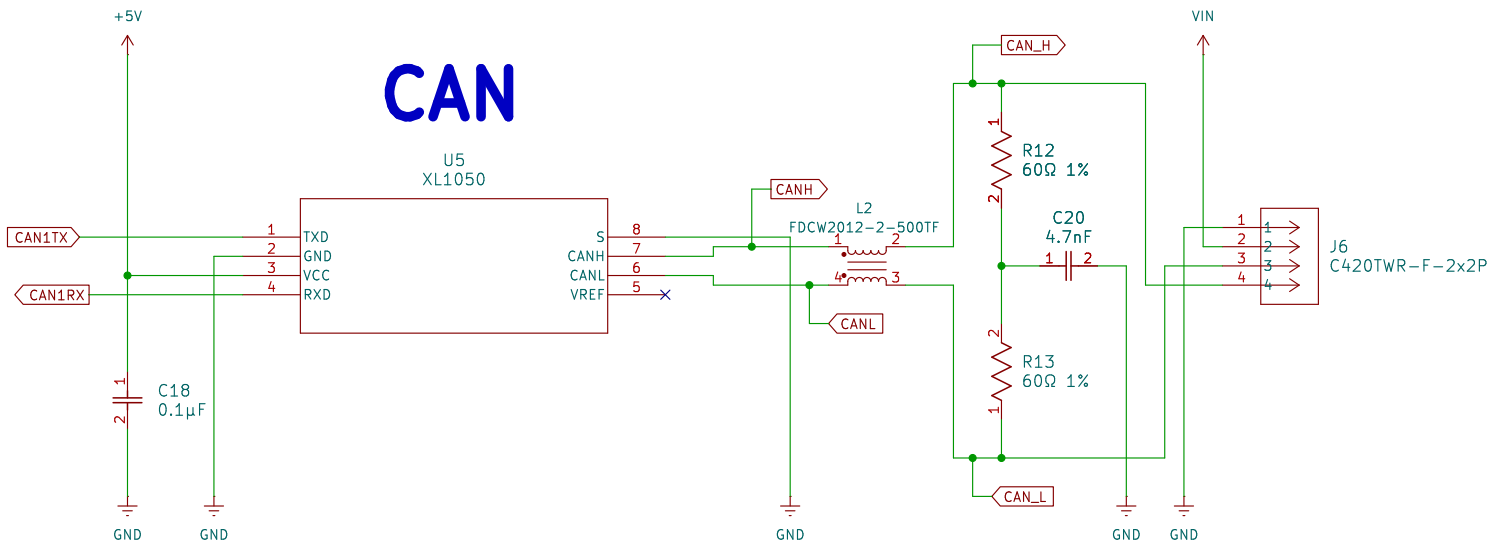 +5V
VIN
CAN_H
CAN
U5
XL1050
CANH
L2
FDCW2012-2-500TF
R12
60Ω 1%
C20
4.7nF
CAN1TX
CAN1RX
1 TXD
2 GND
3 VCC
4 RXD
S 8
CANH 7
CANL 6
VREF 5
1 2
4 3
CANL
1
2
1 2
2
1
R13
60Ω 1%
1 1
2 2
3 3
4 4
J6
C420TWR-F-2x2P
1
2
C18
0.1µF
CAN_L
GND
GND
GND
GND
GND